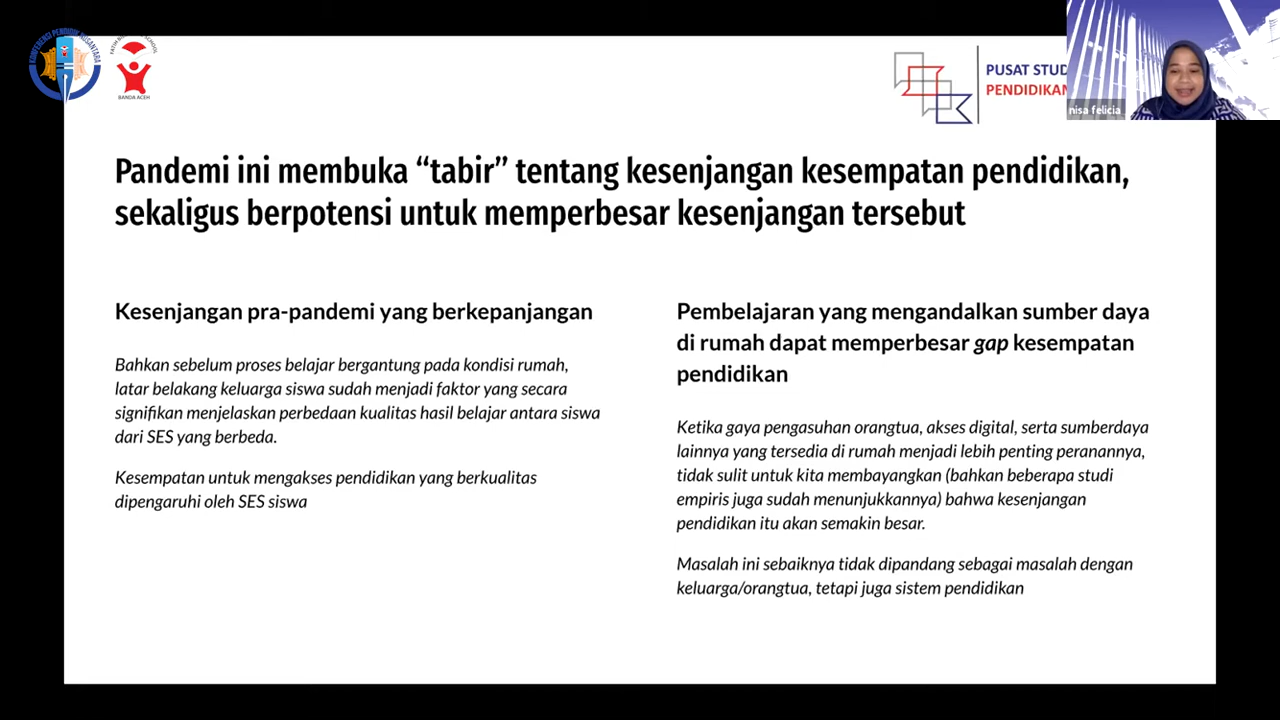 KONFERENSI PENDIDIK NUSANTARA
BANDA ACEH
PUSAT STUD
PENDIDIKAN
nisa felicia
Pandemi ini membuka “tabir” tentang kesenjangan kesempatan pendidikan,
sekaligus berpotensi untuk memperbesar kesenjangan tersebut
Kesenjangan pra-pandemi yang berkepanjangan
Bahkan sebelum proses belajar bergantung pada kondisi rumah,
latar belakang keluarga siswa sudah menjadi faktor yang secara
signifikan menjelaskan perbedaan kualitas hasil belajar antara siswa
dari SES yang berbeda.
Kesempatan untuk mengakses pendidikan yang berkualitas
dipengaruhi oleh SES siswa
Pembelajaran yang mengandalkan sumber daya
di rumah dapat memperbesar gap kesempatan
pendidikan
Ketika gaya pengasuhan orangtua, akses digital, serta sumberdaya
lainnya yang tersedia di rumah menjadi lebih penting peranannya,
tidak sulit untuk kita membayangkan (bahkan beberapa studi
empiris juga sudah menunjukkannya) bahwa kesenjangan
pendidikan itu akan semakin besar.
Masalah ini sebaiknya tidak dipandang sebagai masalah dengan
keluarga/orangtua, tetapi juga sistem pendidikan